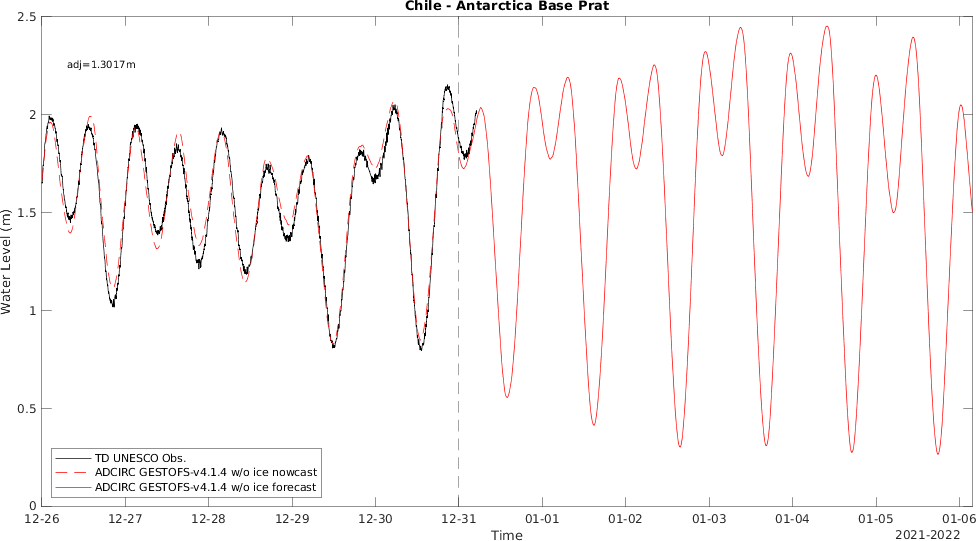 Chile - Antarctica Base Prat
adj=1.3017m
Water Level (m)
2.5
2
1.5
1
0.5
0
TD UNESCO Obs.
ADCIRC GESTOFS-v4.1.4 w/o ice nowcast
ADCIRC GESTOFS-v4.1.4 w/o ice forecast
12-26 12-27 12-28 12-29 12-30 12-31 01-01 01-02 01-03 01-04 01-05 01-06
Time
2021-2022